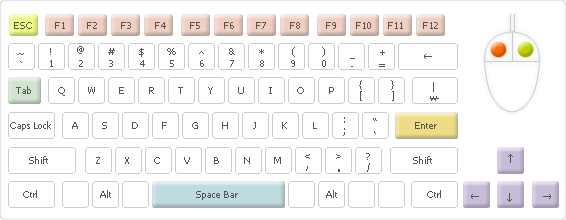 ESC F1 F2 F3 F4 F5 F6 F7 F8 F9 F10 F11 F12
~ ! @ # $ % ^ & * ( ) _ +
` 1 2 3 4 5 6 7 8 9 0 - = ←
Tab Q W E R T Y U I O P { } |
[ ] ₩
Caps Lock A S D F G H J K L : “ Enter
; ‘
Shift Z X C V B N M < > ? Shift ↑
, . /
Ctrl Alt Space Bar Alt Ctrl ← ↓ →